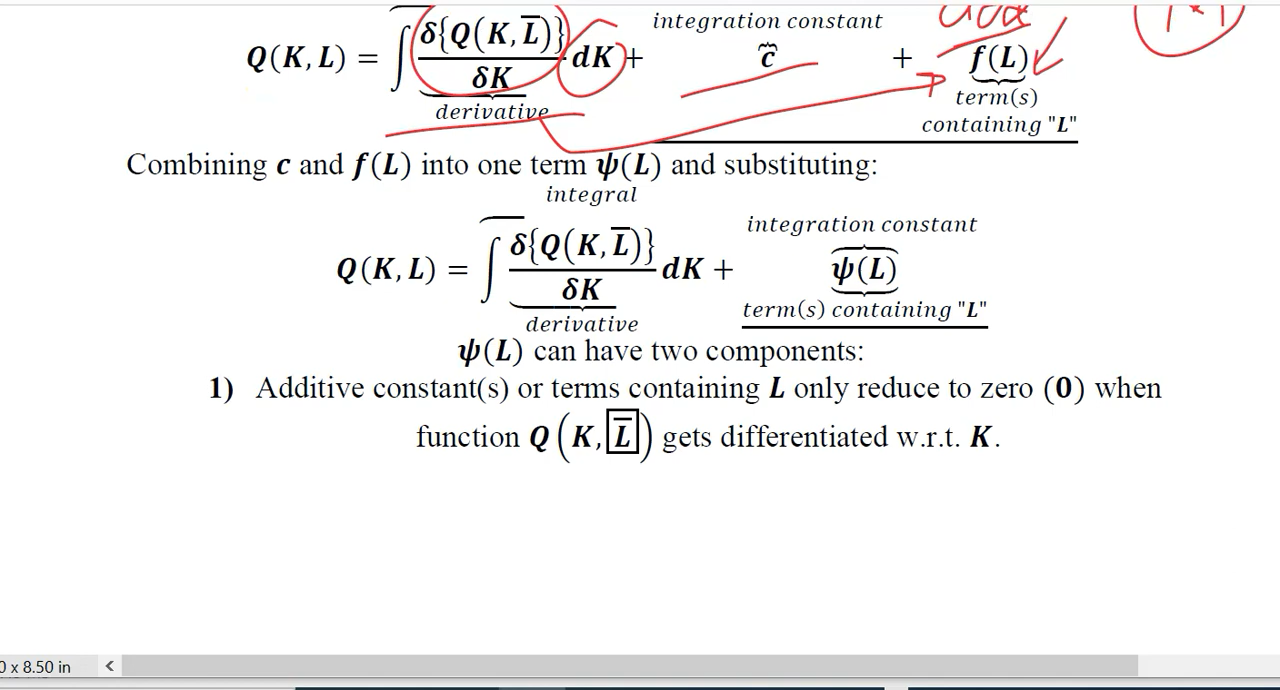 integration constant
Q(K, L) = ∫ δ{Q(K, L̅)}/δK dK + c + f(L)
derivative
term(s)
containing "L"
Combining c and f(L) into one term ψ(L) and substituting:
integral
integration constant
Q(K, L) = ∫ δ{Q(K, L̅)}/δK dK + ψ(L)
derivative
term(s) containing "L"
ψ(L) can have two components:
1) Additive constant(s) or terms containing L only reduce to zero (0) when
function Q (K, L̅) gets differentiated w.r.t. K.
0 x 8.50 in